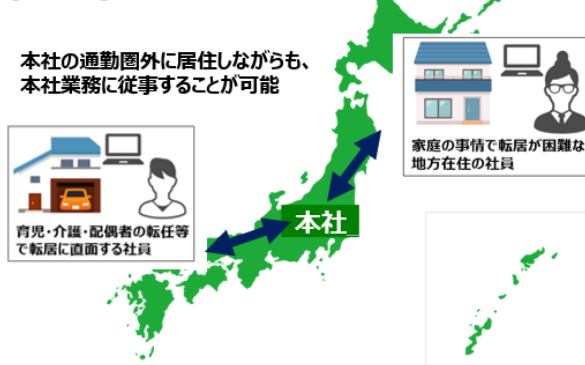 本社の通勤圏外に居住しながらも、
本社業務に従事することが可能
家庭の事情で転居が困難な
地方在住の社員
育児・介護・配偶者の転任等
で転居に直面する社員
本社